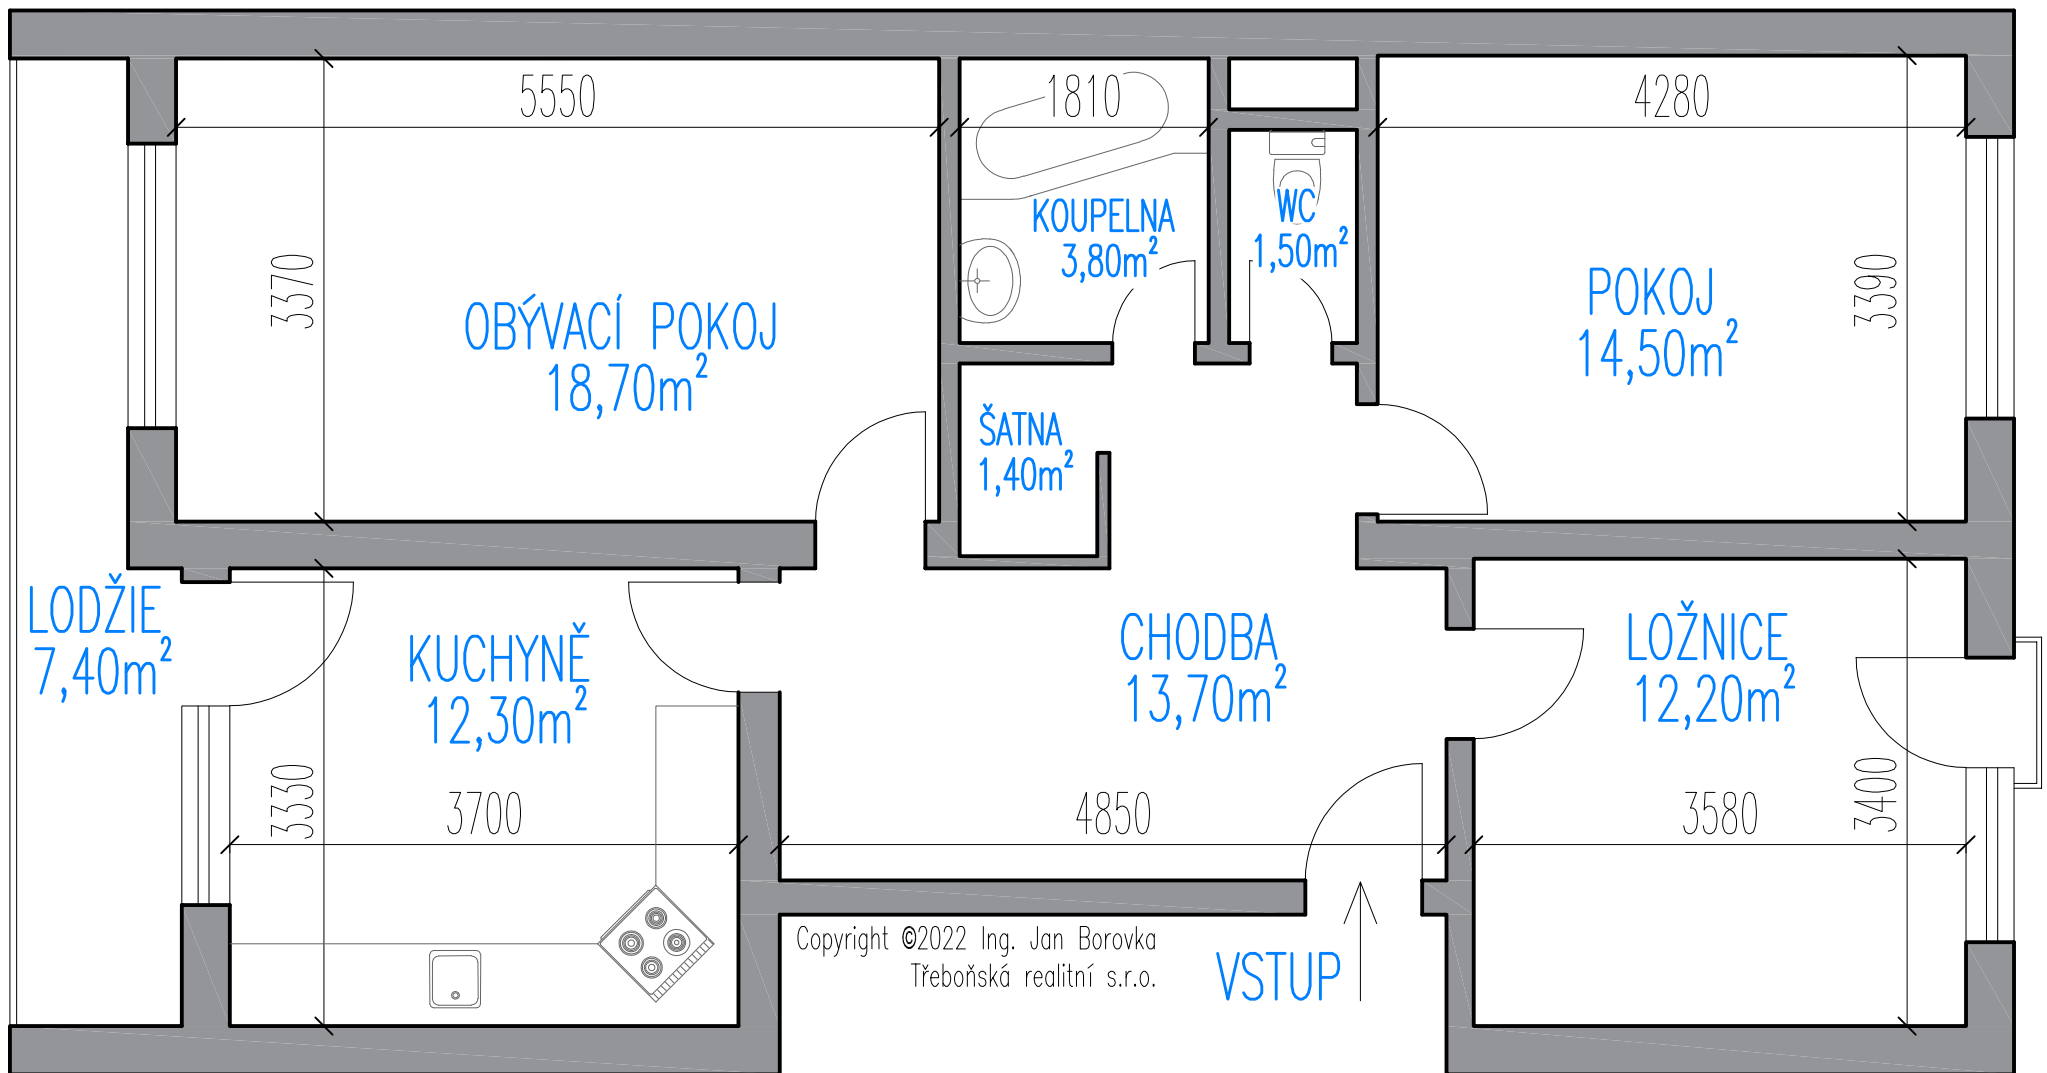 5550
1810
4280
KOUPELNA
3,80m²
WC
1,50m²
3370
OBÝVACÍ POKOJ
18,70m²
POKOJ
14,50m²
3390
ŠATNA
1,40m²
LODŽIE
7,40m²
KUCHYNĚ
12,30m²
CHODBA
13,70m²
LOŽNICE
12,20m²
3330
3700
4850
3580
3400
Copyright ©2022 Ing. Jan Borovka
Třeboňská realitní s.r.o.
VSTUP